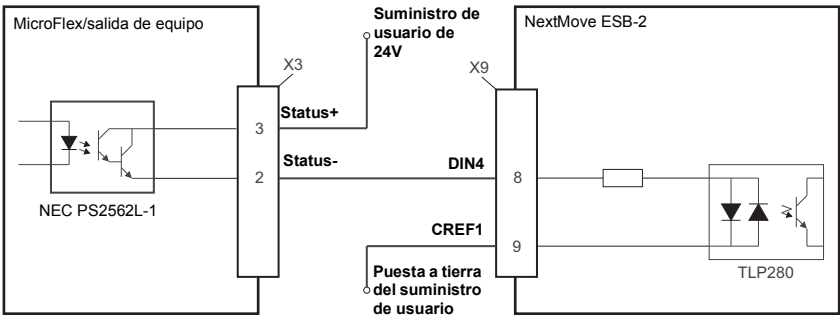 MicroFlex/salida de equipo
Suministro de
usuario de
24V
NextMove ESB-2
X3
X9
Status+
3
Status-
2
DIN4
8
NEC PS2562L-1
CREF1
9
TLP280
Puesta a tierra
del suministro
de usuario